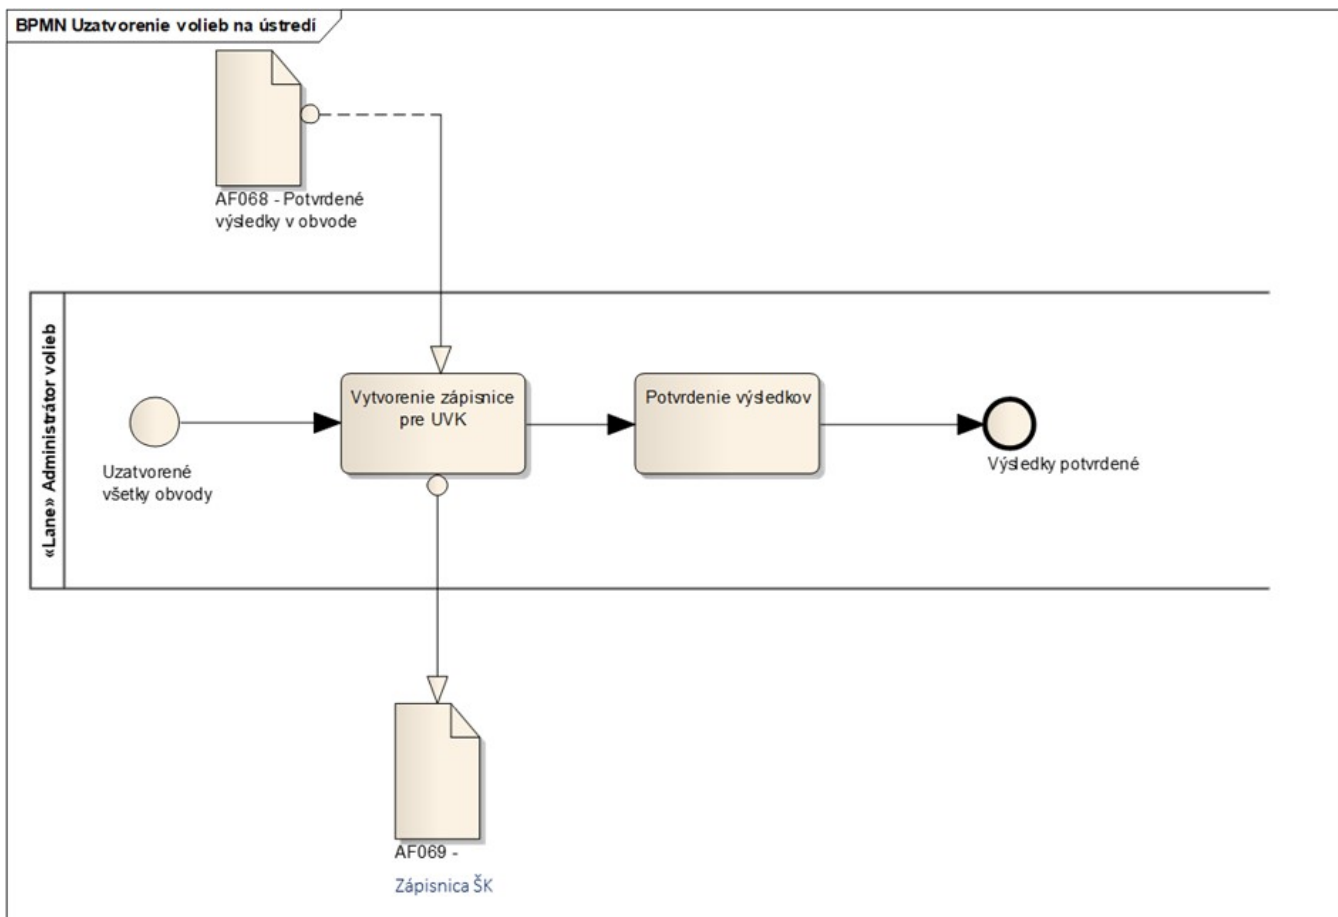 BPMN Uzatvorenie volieb na ústredí
AF068 - Potvrdené
výsledky v obvode
«Lane» Administrátor volieb
Vytvorenie zápisnice
pre UVK
Potvrdenie výsledkov
Uzatvorené
všetky obvody
Výsledky potvrdené
AF069 -
Zápisnica ŠK